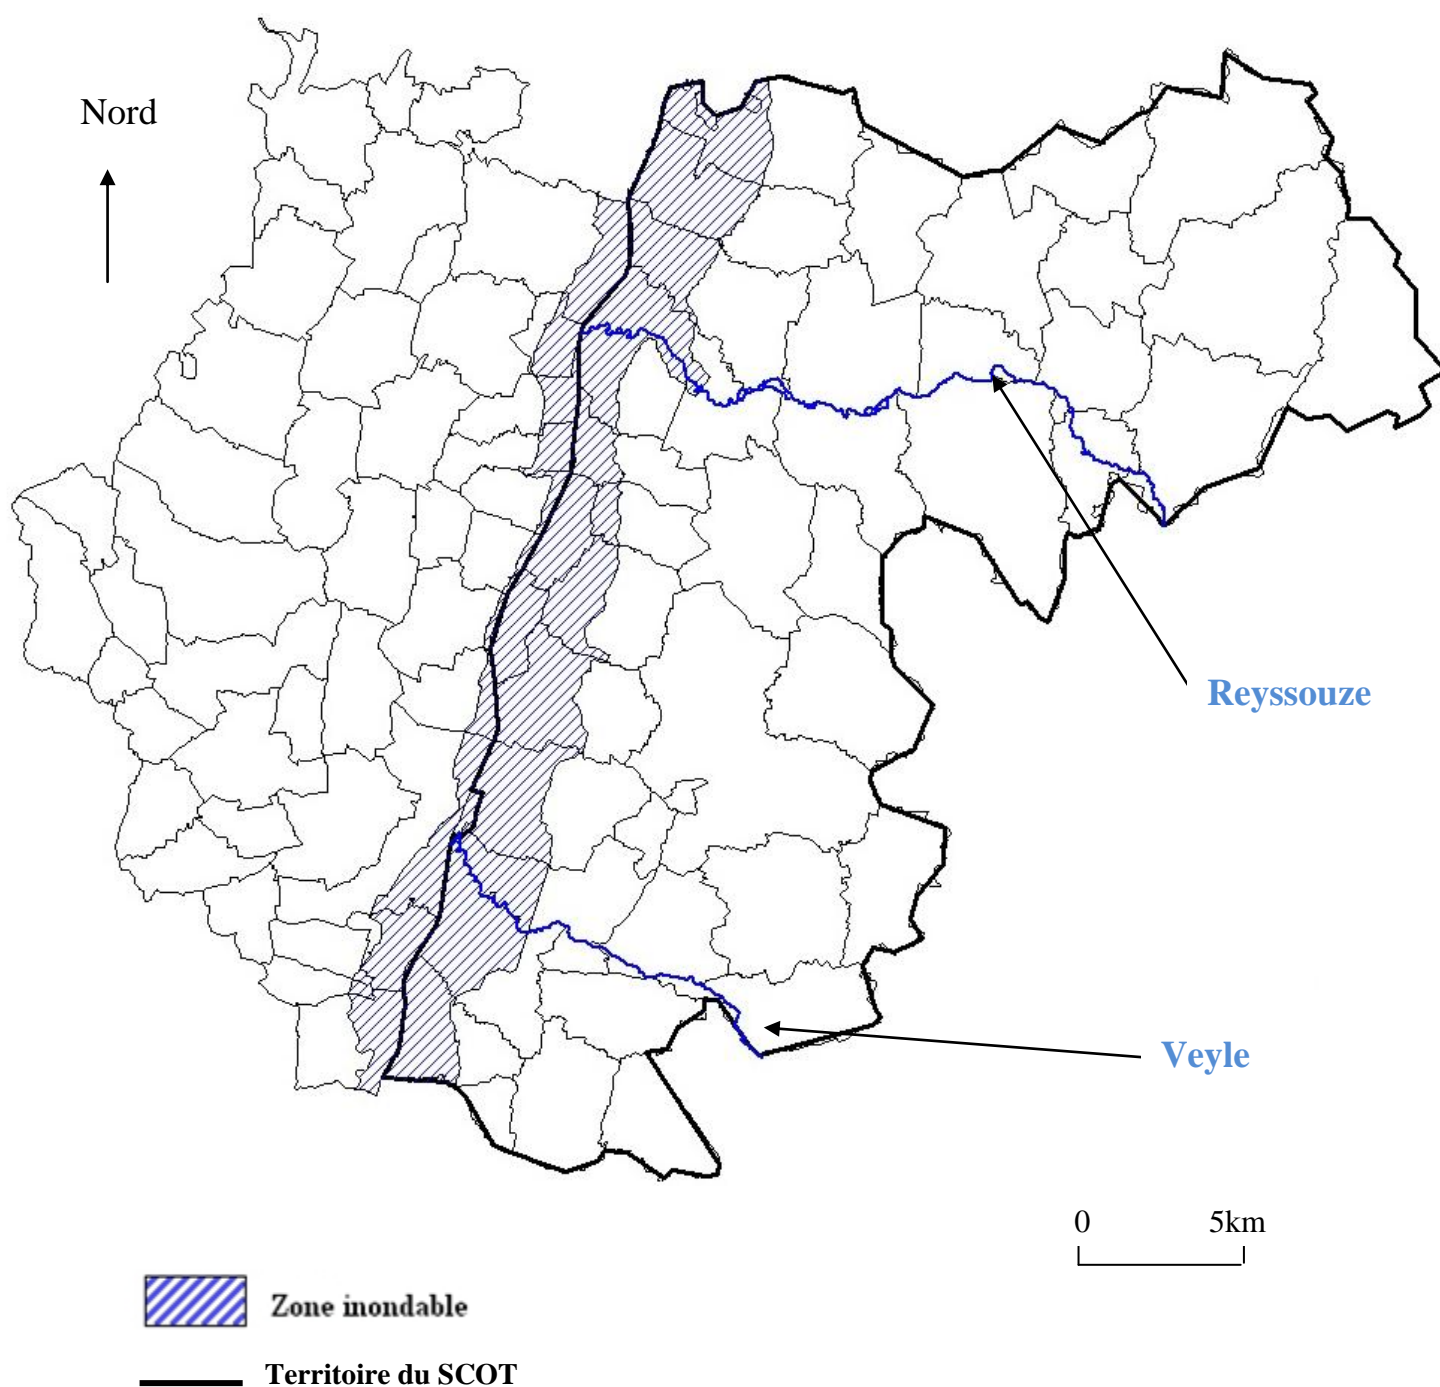 Nord
Reyssouze
Veyle
0 5km
Zone inondable
Territoire du SCOT